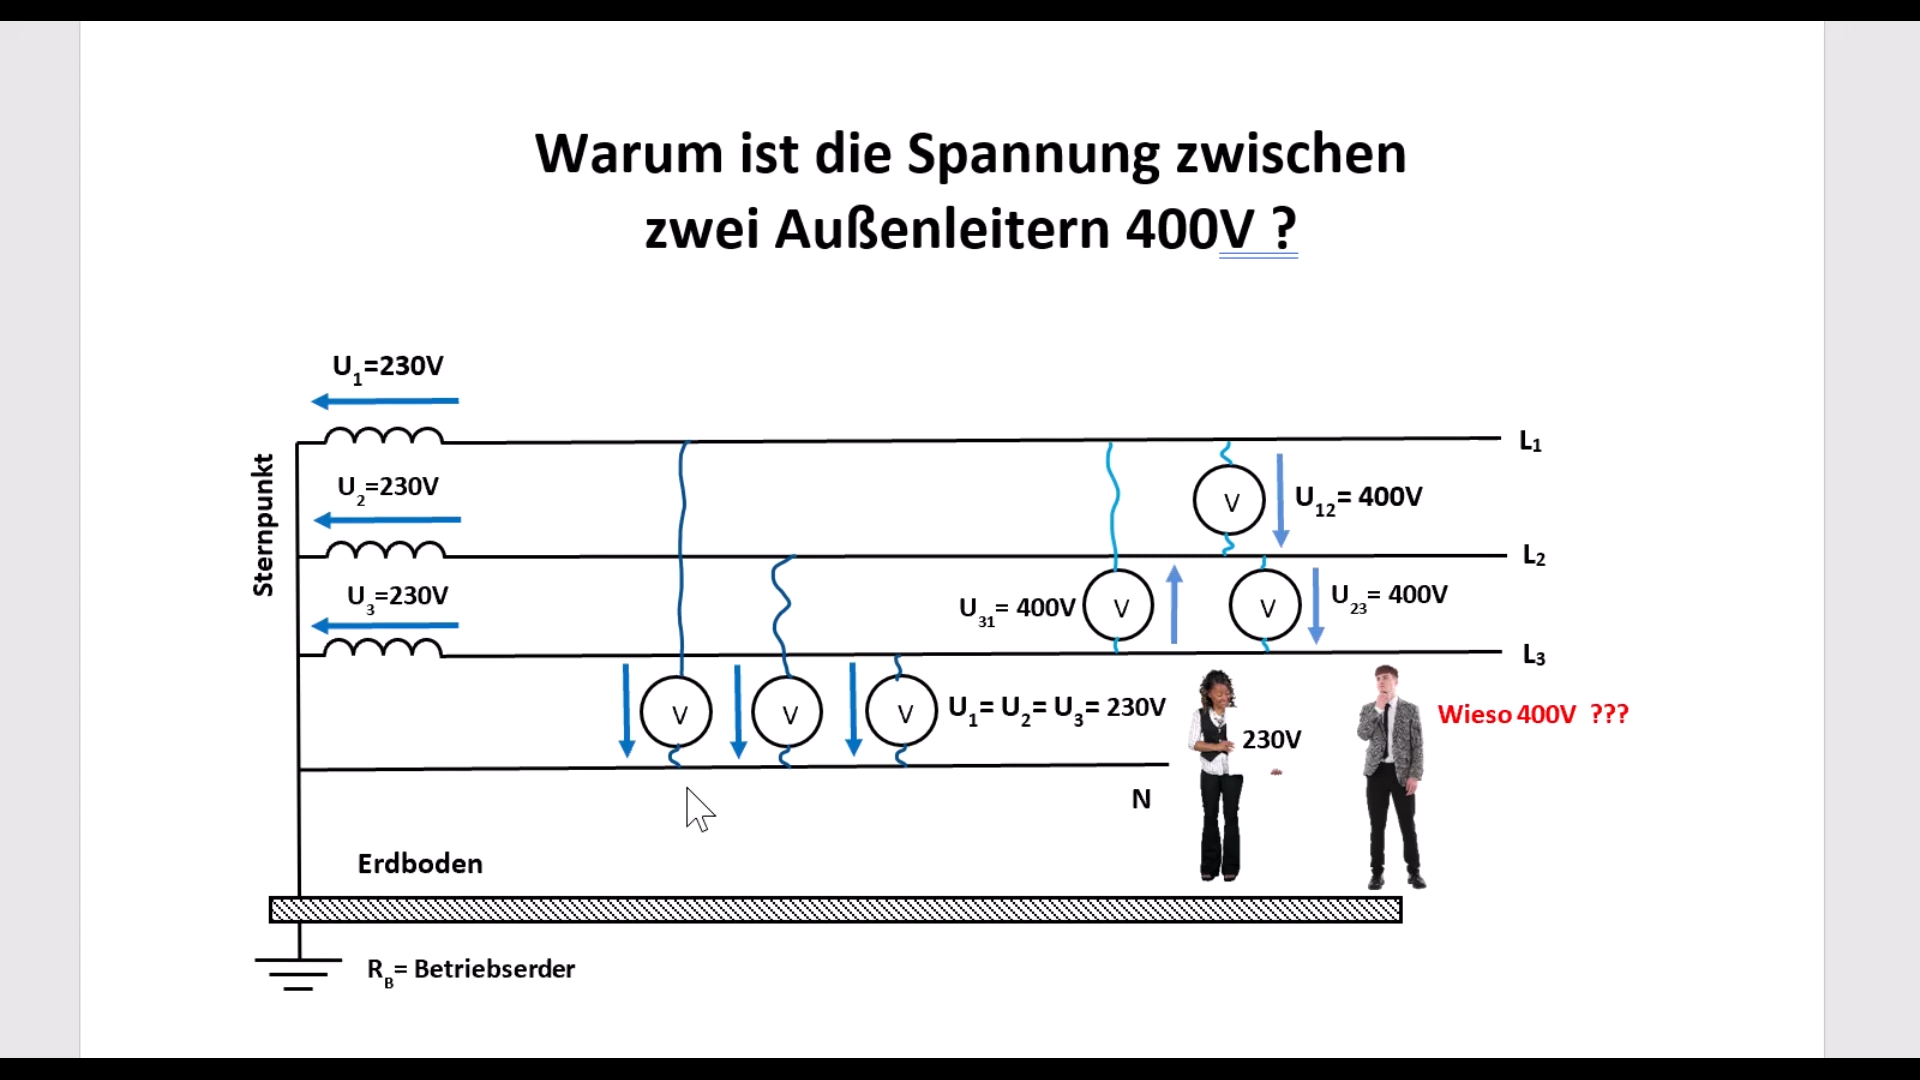 Warum ist die Spannung zwischen
zwei Außenleitern 400V ?
U1=230V
L1
Sternpunkt
U2=230V
V
U12= 400V
L2
U3=230V
U31= 400V
V
V
U23= 400V
L3
V
V
V
U1= U2= U3= 230V
230V
Wieso 400V ???
N
Erdboden
RB= Betriebserder